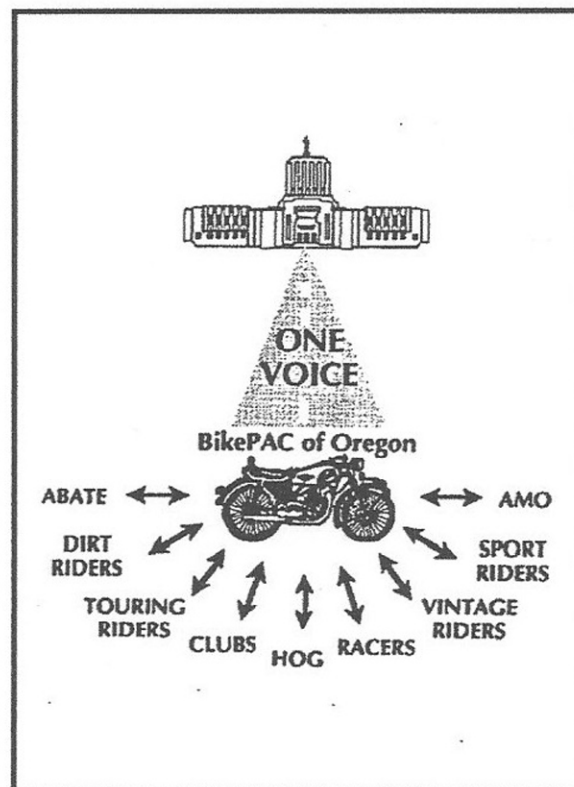 ONE
VOICE
BikePAC of Oregon
ABATE
AMO
DIRT
RIDERS
SPORT
RIDERS
TOURING
RIDERS
VINTAGE
RIDERS
CLUBS
HOG
RACERS